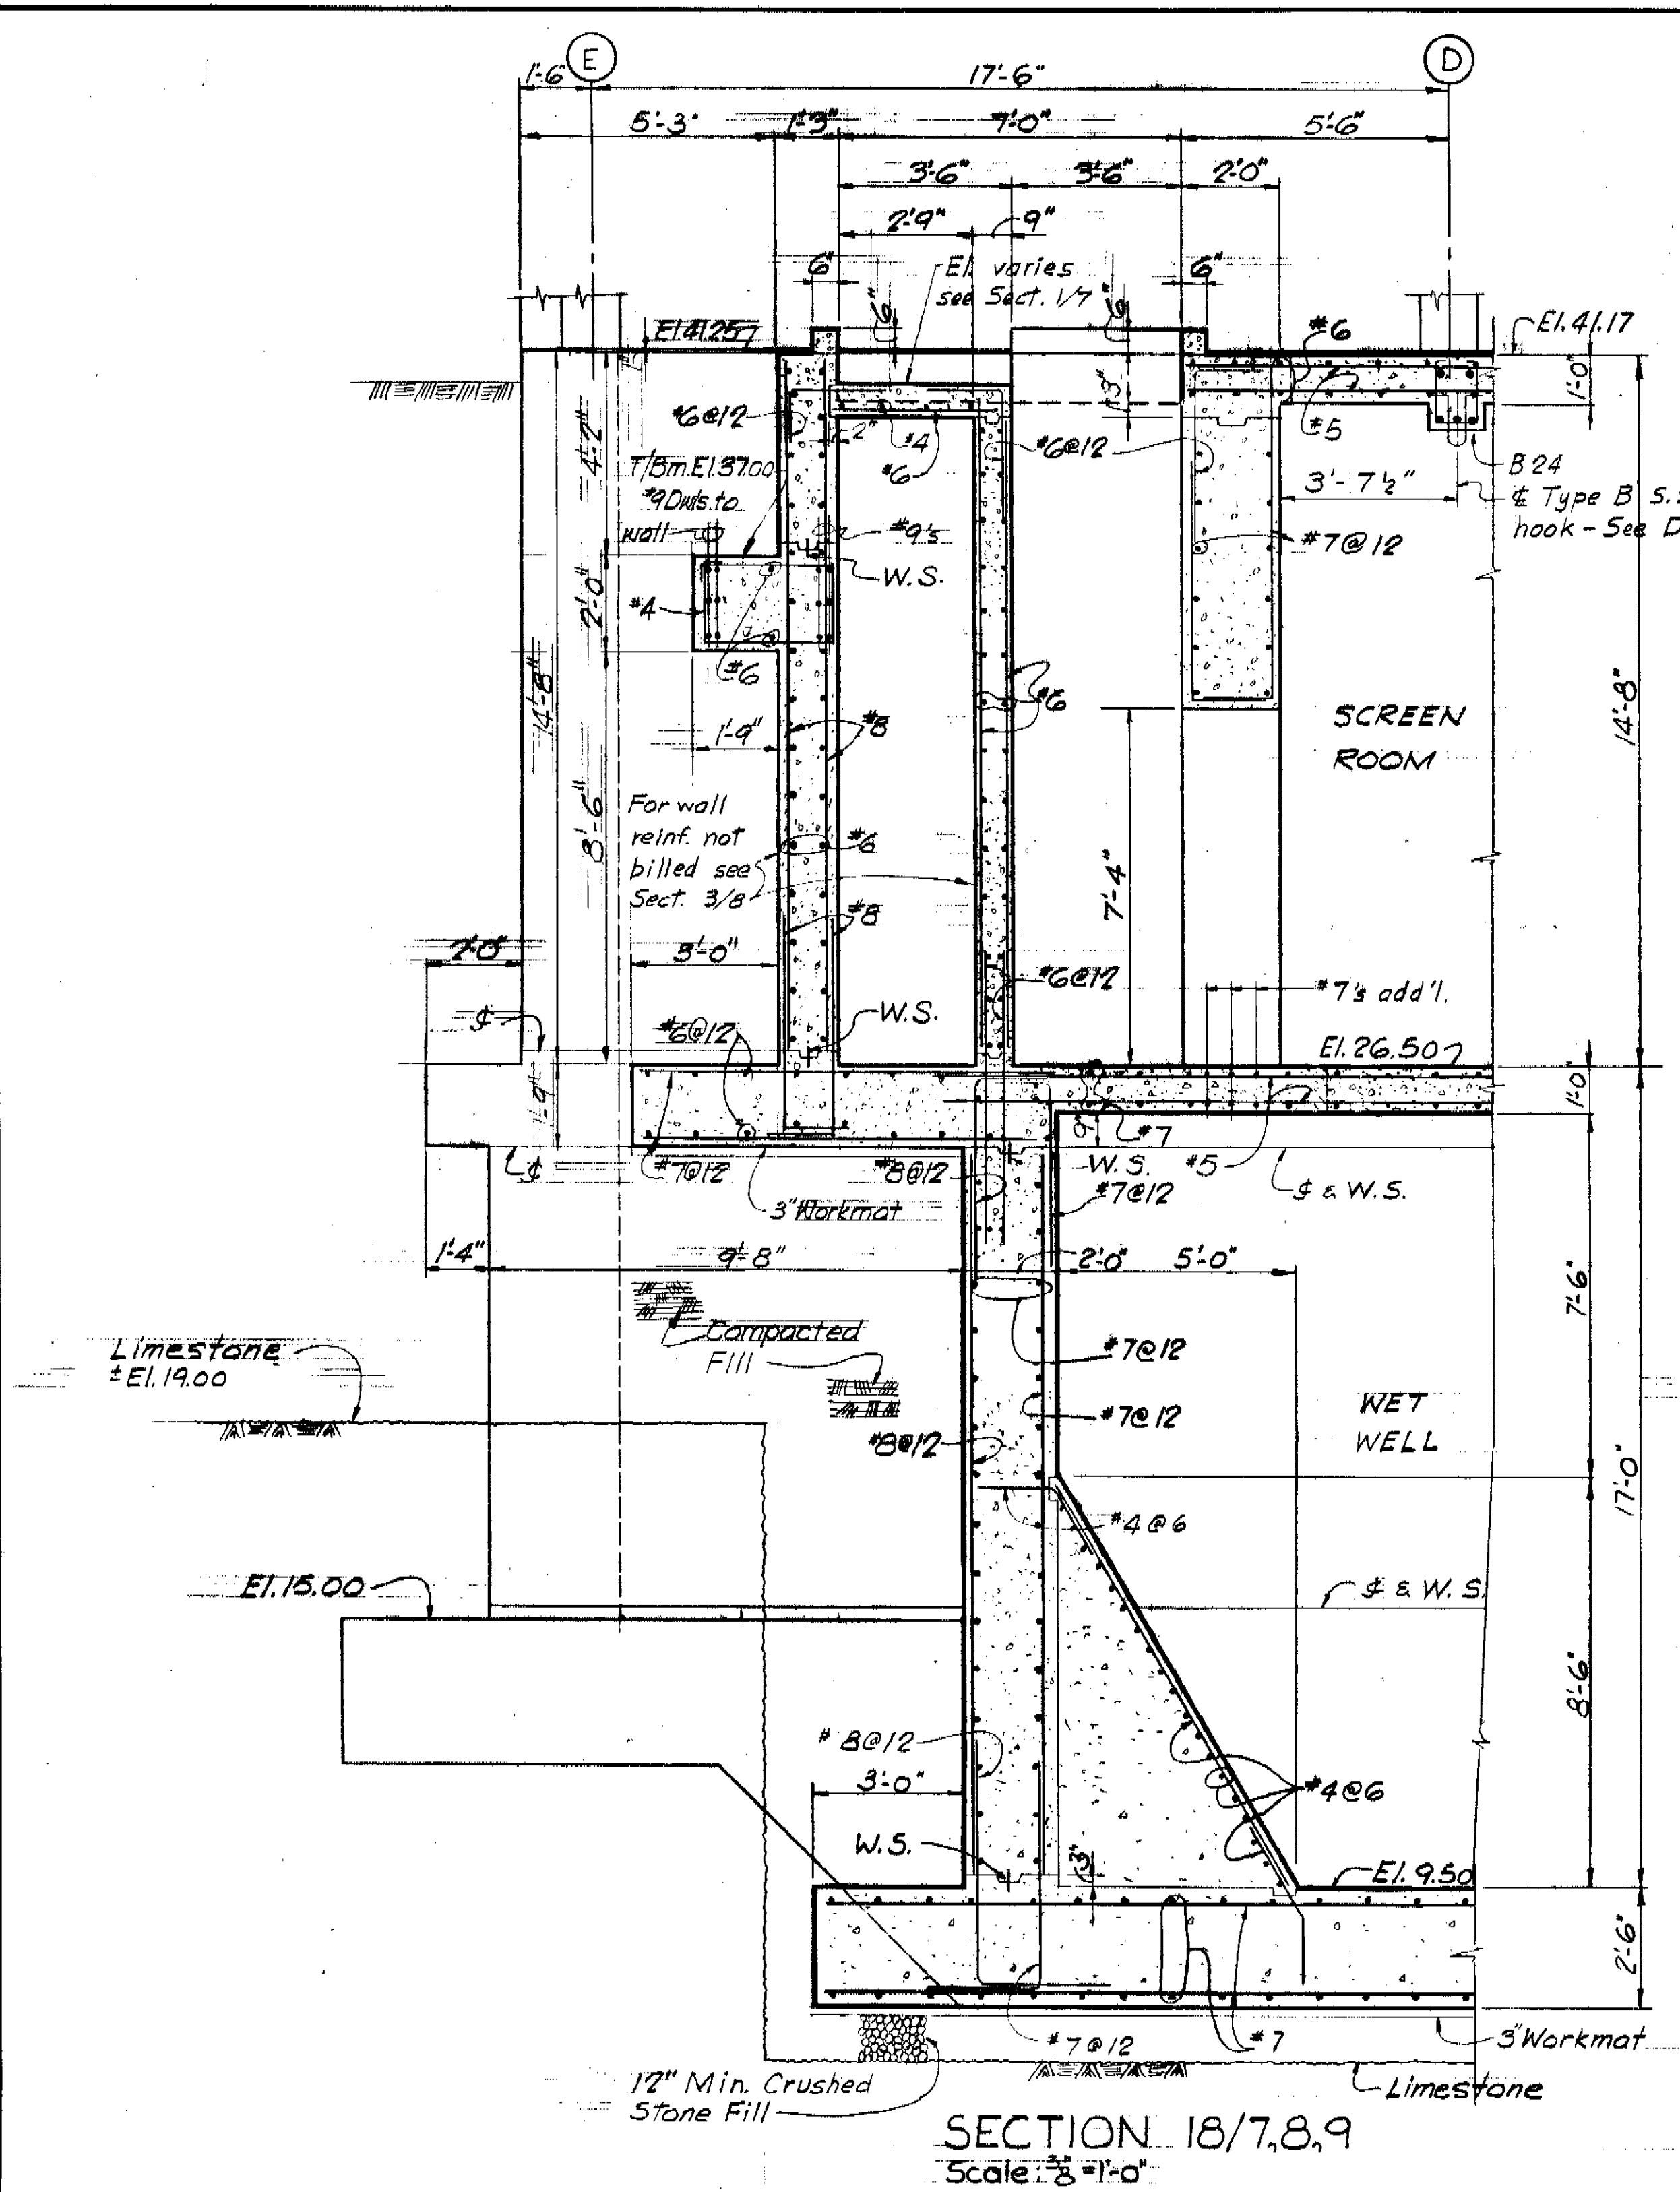 E
D
1'-6"
17'-6"
5'-3"
1'-3"
7'-0"
5'-6"
3'-6"
3'-6"
2'-0"
2'-9"
9"
6"
El. varies
see Sect. 1/7
6"
6"
6"
El. 41.25
#6
El. 41.17
1'-0"
#6@12
2"
#4
#6
#6@12
#5
4'-2"
T/Bm. El. 37.00
#9 Dwls. to
wall
#9's
W.S.
3'-7½"
B24
₵ Type B S.
hook - See D
#7@12
2'-0"
#4
#6
#6
1'-9"
#8
14'-8"
14'-8"
SCREEN
ROOM
8'-6"
For wall
reinf. not
billed see
Sect. 3/8
#6
#8
7'-4"
2'-0"
3'-0"
#6@12
#7's add'l.
W.S.
#6@12
El. 26.50
1'-9"
1'-0"
9"
#7
#7@12
#8@12
W.S.
#5
#7@12
& W.S.
3" Workmat
1'-4"
9'-8"
2'-0"
5'-0"
7'-6"
Compacted
Fill
Limestone
± El. 19.00
#7@12
#7@12
#8@12
WET
WELL
17'-0"
#4@6
El. 15.00
& W.S.
8'-6"
#8@12
3'-0"
#4@6
W.S.
3"
El. 9.50
2'-6"
#7@12
#7
3" Workmat
12" Min. Crushed
Stone Fill
Limestone
SECTION 18/7,8,9
Scale: 3/8" = 1'-0"